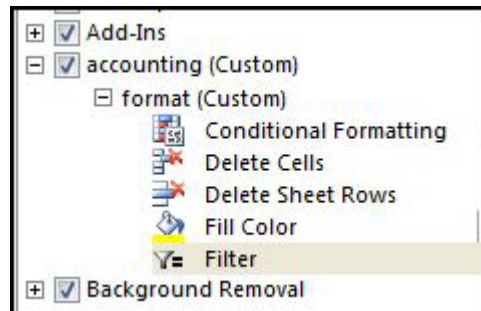 Add-Ins
accounting (Custom)
format (Custom)
Conditional Formatting
Delete Cells
Delete Sheet Rows
Fill Color
Filter
Background Removal